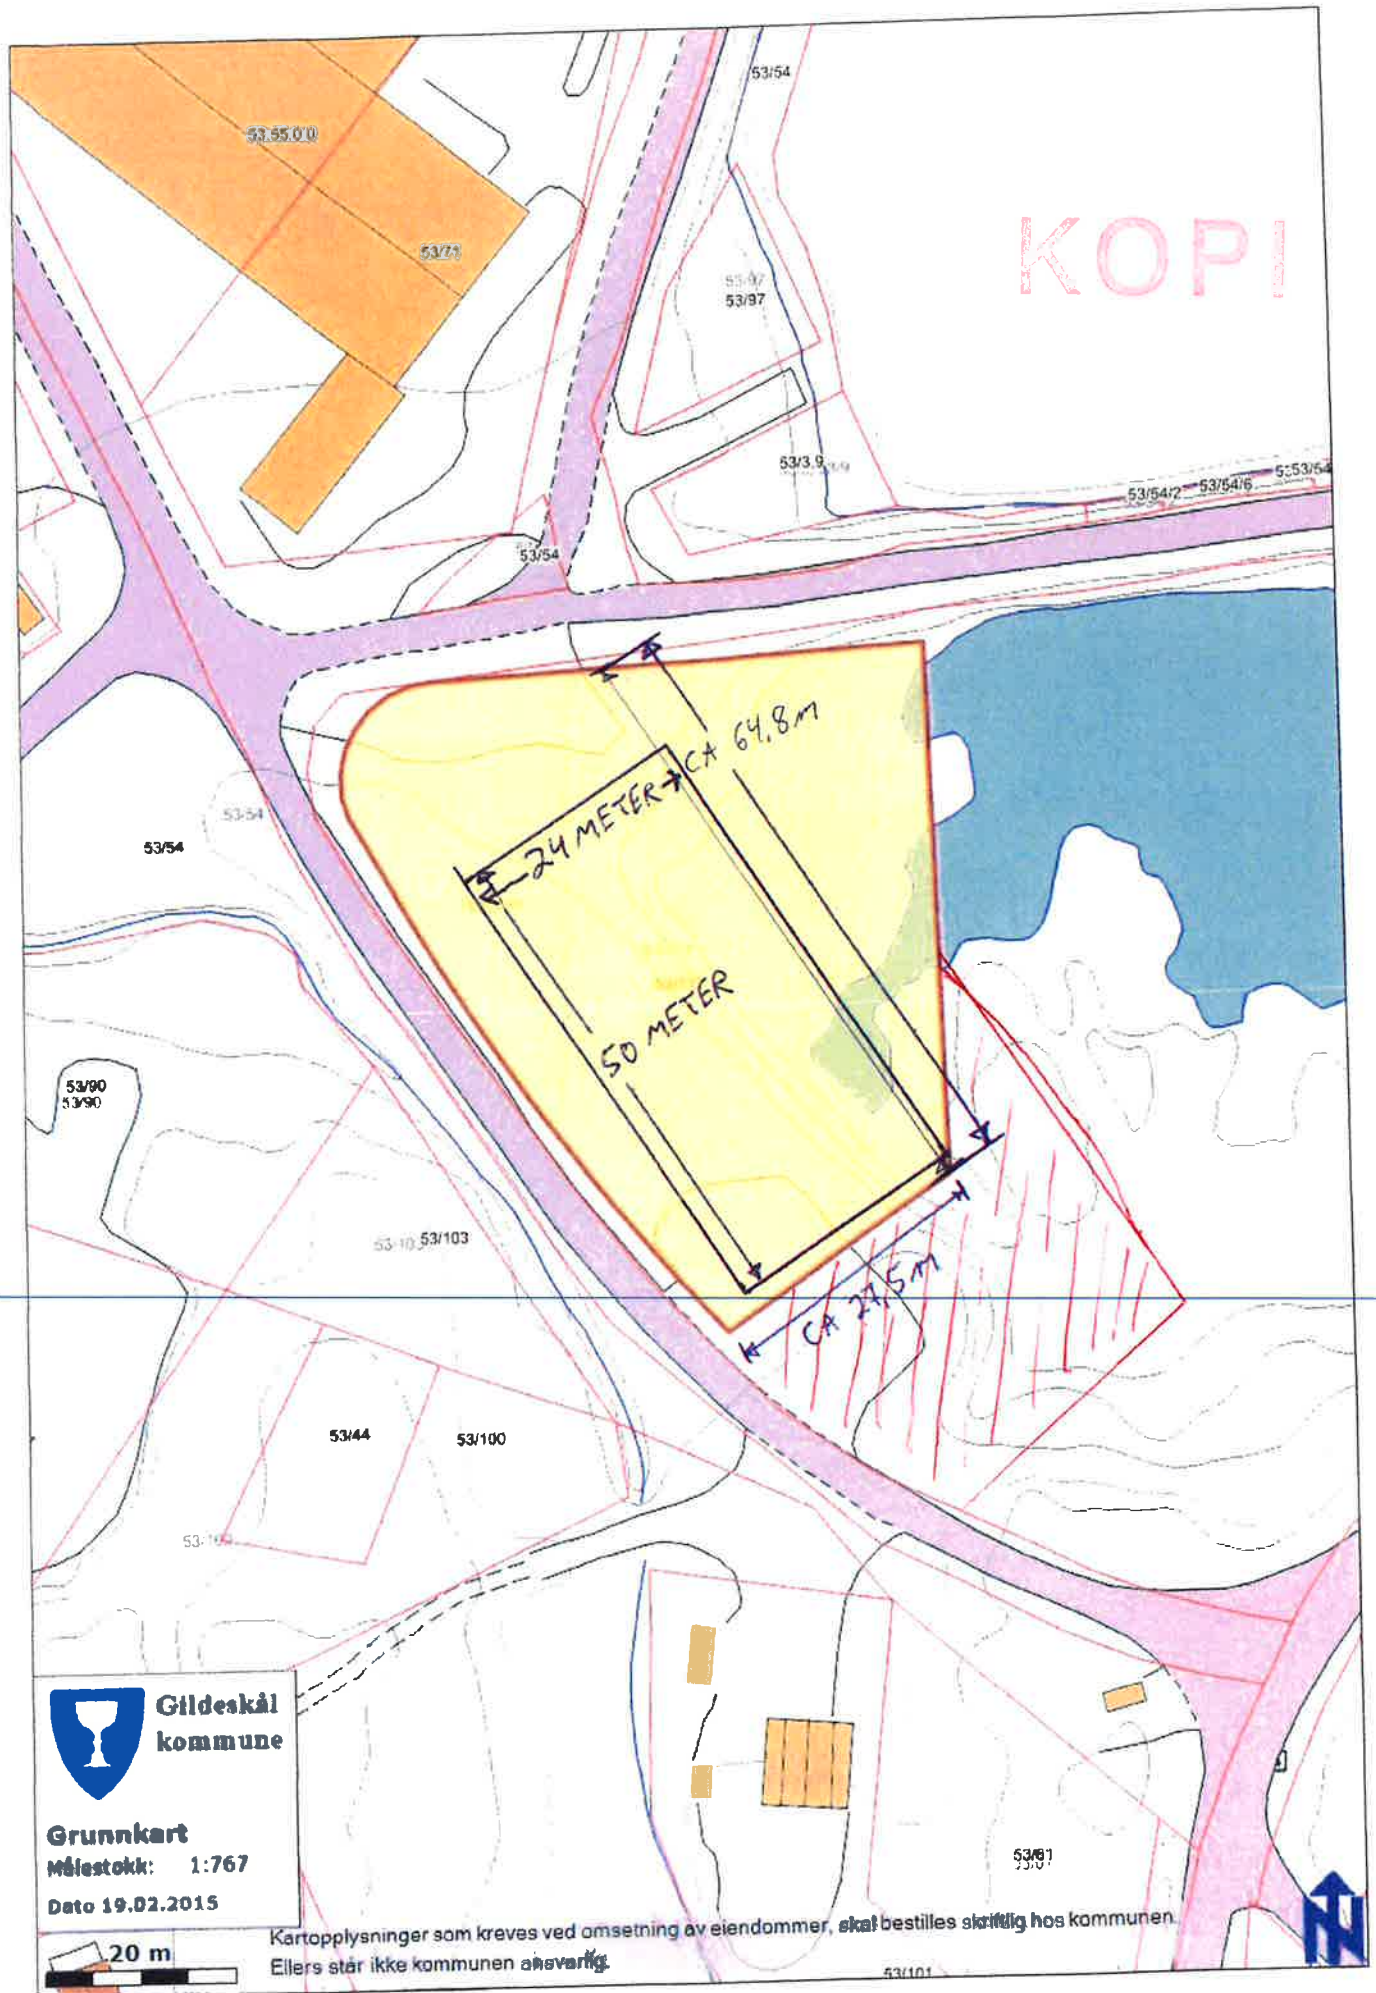 53/54
53.55.0.0
53/71
KOPI
53/97
53/97
53/3.9
53/54/2
53/54/6
53/54
53/54
CA 64,8 M
24 METER
53/54
53/54
50 METER
53/90
53/90
53/103
53/103
CA 27,5 M
53/44
53/100
Gildeskål
kommune
Grunnkart
Målestokk: 1:767
Dato 19.02.2015
53/81
20 m
Kartopplysninger som kreves ved omsetning av eiendommer, skal bestilles skriftlig hos kommunen.
Ellers står ikke kommunen ansvarlig.
53/101
N